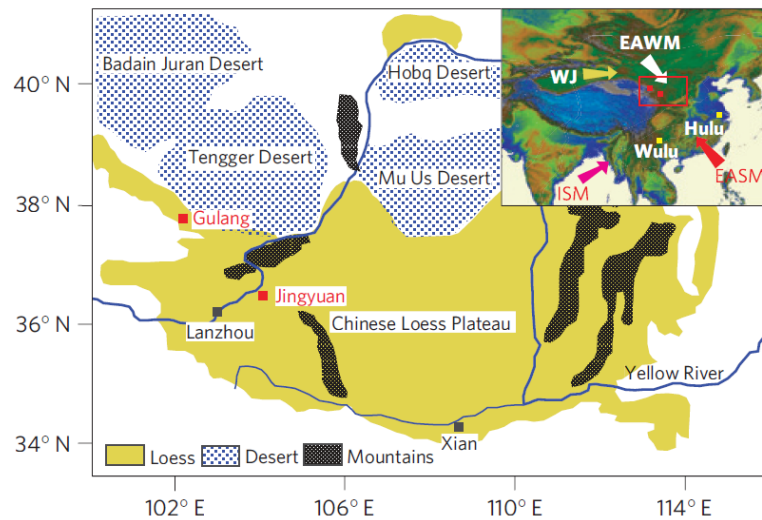 40° N
38° N
36° N
34° N
102° E
106° E
110° E
114° E
Badain Juran Desert
Hobq Desert
Tengger Desert
Mu Us Desert
Gulang
Jingyuan
Lanzhou
Chinese Loess Plateau
Yellow River
Xian
Loess
Desert
Mountains
EAWM
WJ
Hulu
Wulu
EASM
ISM